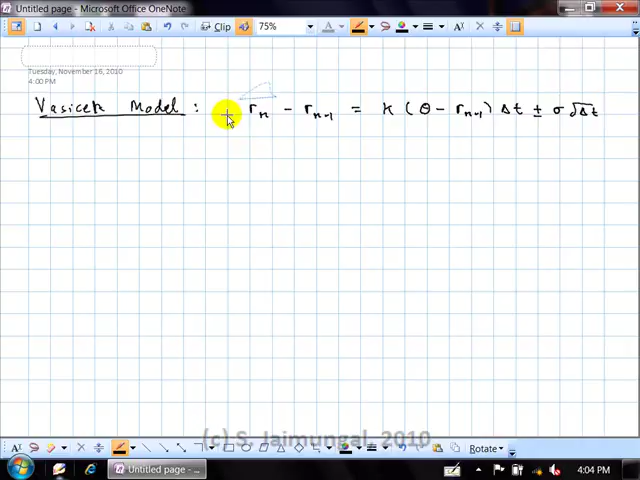 Untitled page - Microsoft OneNote
Clip 75%
Tuesday, November 16, 2010
4:00 PM
Vasicek Model : r_n - r_{n-1} = κ ( θ - r_{n-1} ) Δt ± σ √Δt
(c) S. Jaimungal, 2010
Rotate
Untitled page - ... 4:04 PM